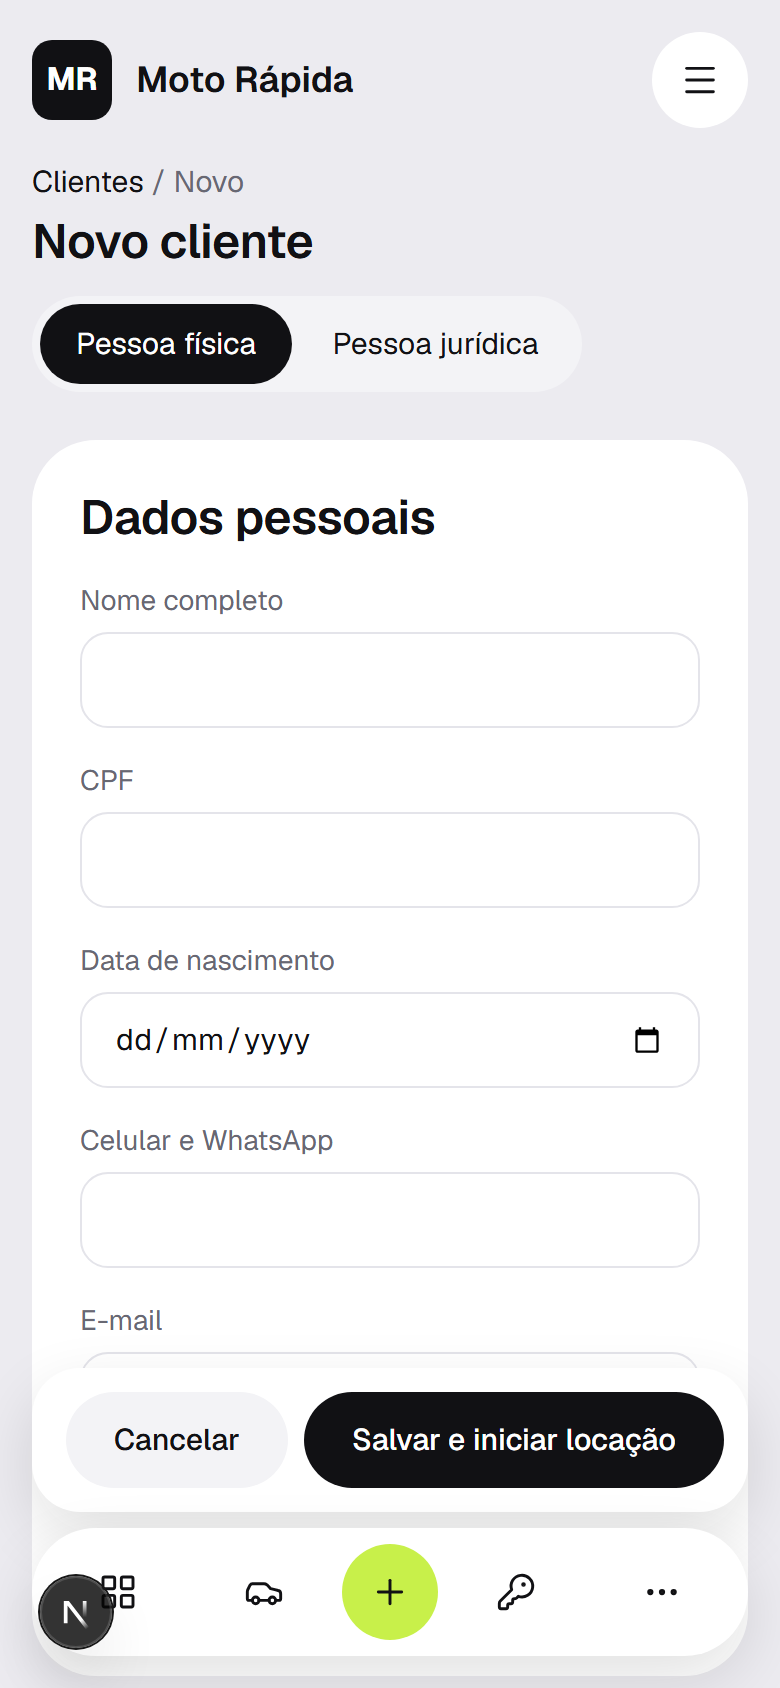 MR Moto Rápida
Clientes / Novo
Novo cliente
Pessoa física Pessoa jurídica
Dados pessoais
Nome completo
CPF
Data de nascimento
dd/mm/yyyy
Celular e WhatsApp
E-mail
Cancelar Salvar e iniciar locação
N